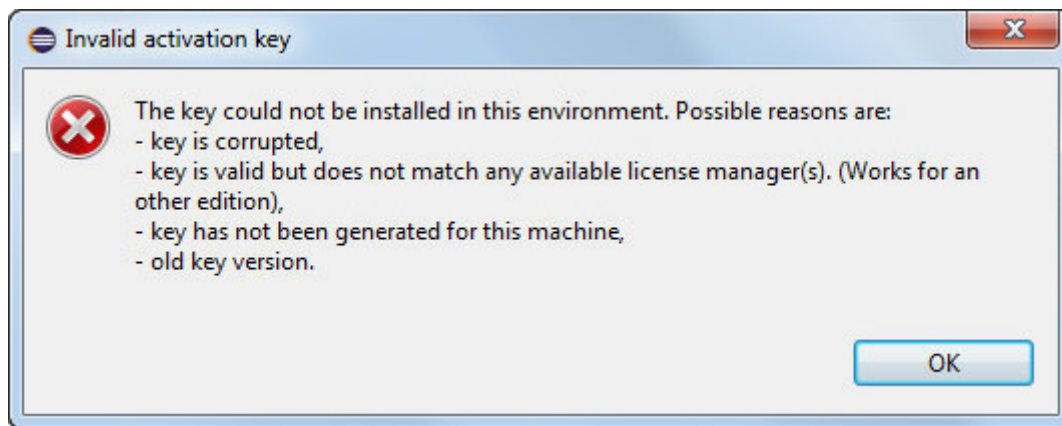 Invalid activation key
The key could not be installed in this environment. Possible reasons are:
- key is corrupted,
- key is valid but does not match any available license manager(s). (Works for an
other edition),
- key has not been generated for this machine,
- old key version.
OK